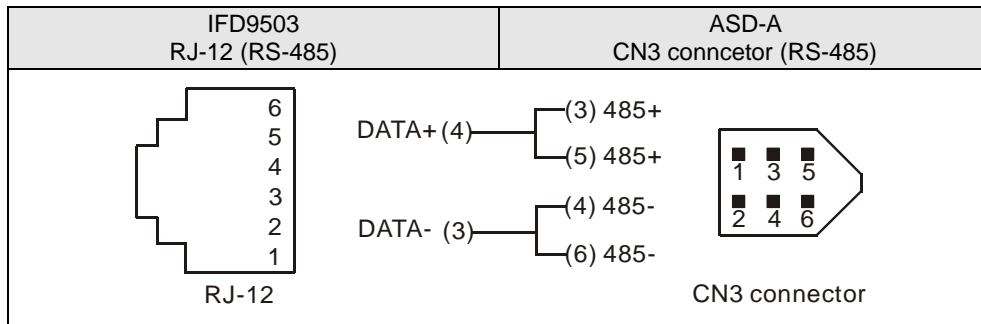 IFD9503
RJ-12 (RS-485)
ASD-A
CN3 conncetor (RS-485)
6
5
4
3
2
1
RJ-12
DATA+ (4)
(3) 485+
(5) 485+
DATA- (3)
(4) 485-
(6) 485-
1 3 5
2 4 6
CN3 connector